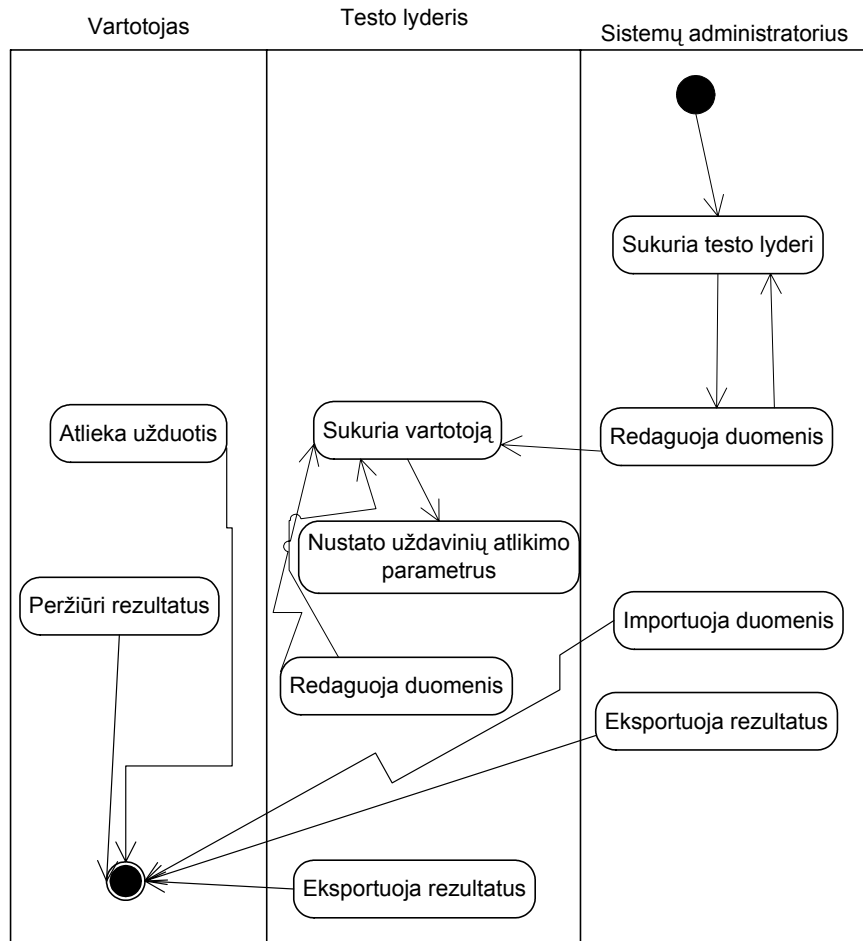 Vartotojas
Testo lyderis
Sistemų administratorius
Sukuria testo lyderi
Atlieka užduotis
Sukuria vartotoją
Redaguoja duomenis
Nustato uždavinių atlikimo
parametrus
Peržiūri rezultatus
Importuoja duomenis
Redaguoja duomenis
Eksportuoja rezultatus
Eksportuoja rezultatus